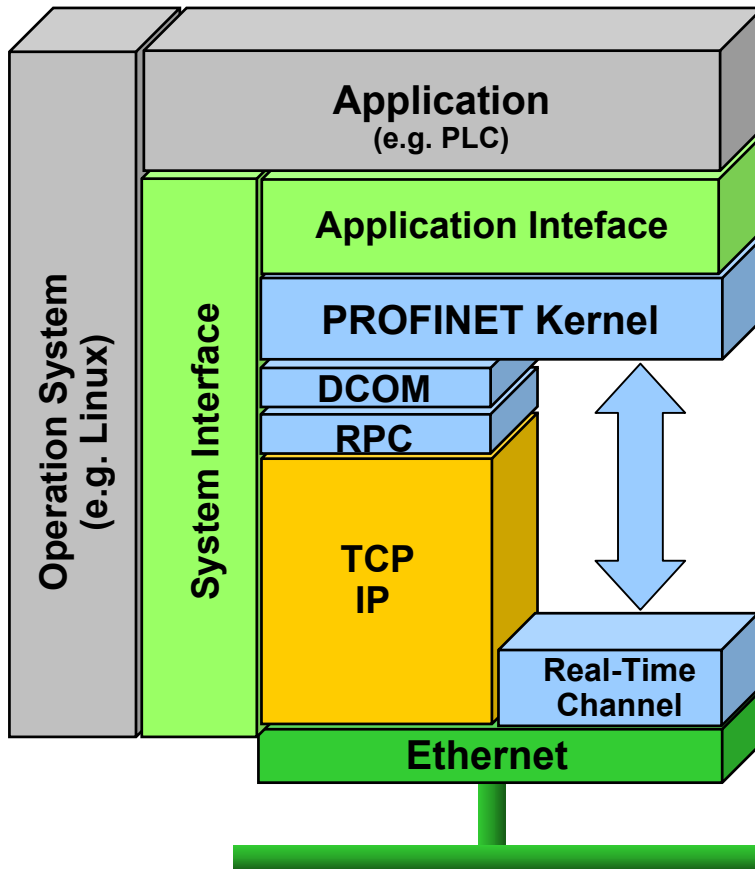 Application
(e.g. PLC)
Application Inteface
PROFINET Kernel
DCOM
RPC
TCP
IP
Real-Time
Channel
Ethernet
Operation System
(e.g. Linux)
System Interface